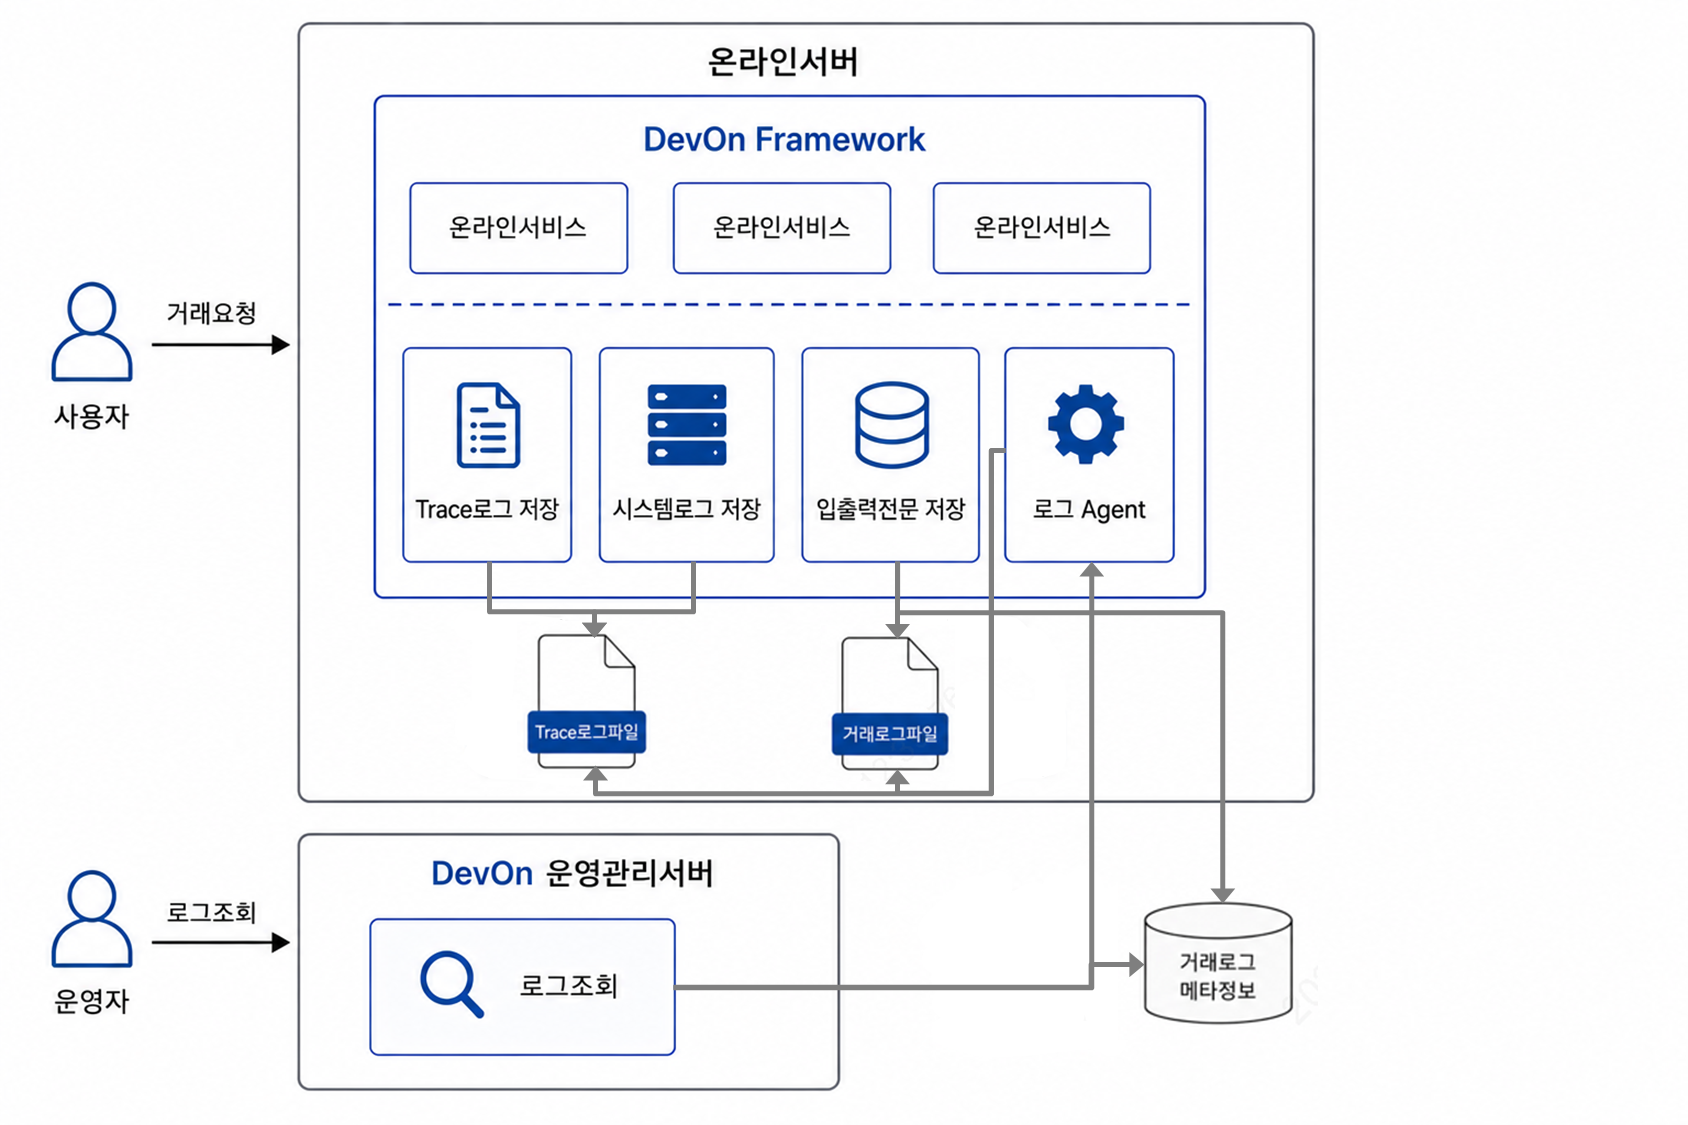 온라인서버
DevOn Framework
온라인서비스
온라인서비스
온라인서비스
거래요청
사용자
Trace로그 저장
시스템로그 저장
입출력전문 저장
로그 Agent
Trace로그파일
거래로그파일
DevOn 운영관리서버
로그조회
운영자
로그조회
거래로그
메타정보